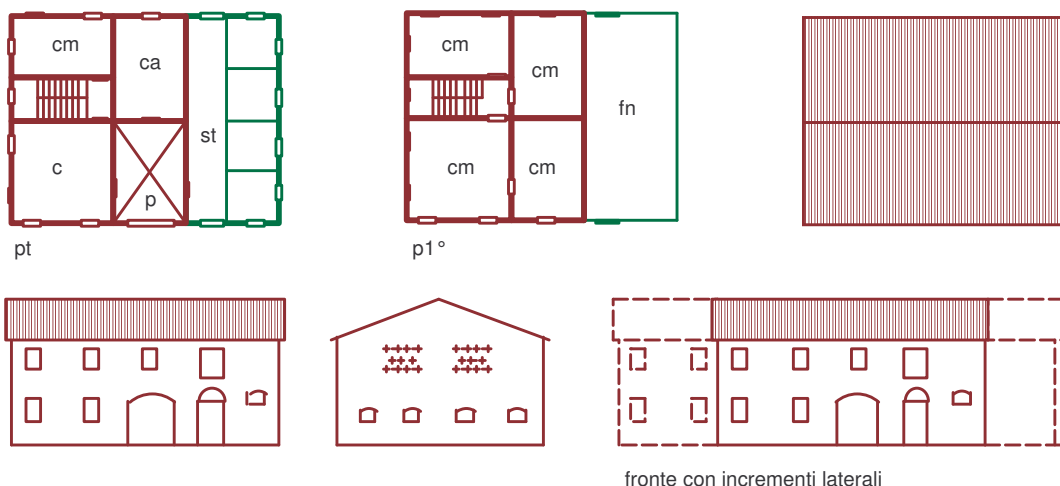 cm
ca
st
c
p
pt
cm
cm
fn
cm
cm
p1°
fronte con incrementi laterali